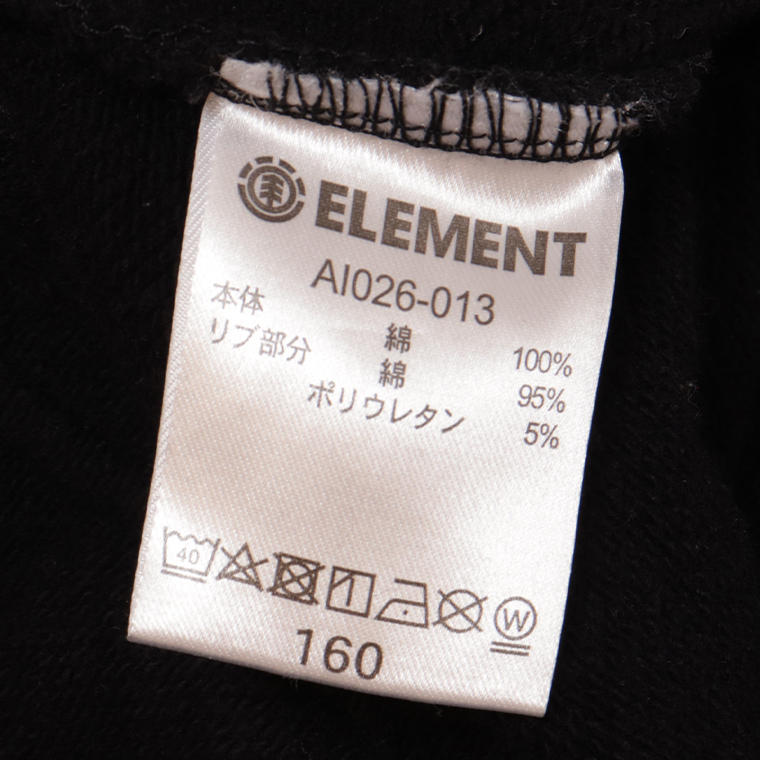 ELEMENT
AI026-013
本体 綿 100%
リブ部分 綿 95%
ポリウレタン 5%
40 W
160